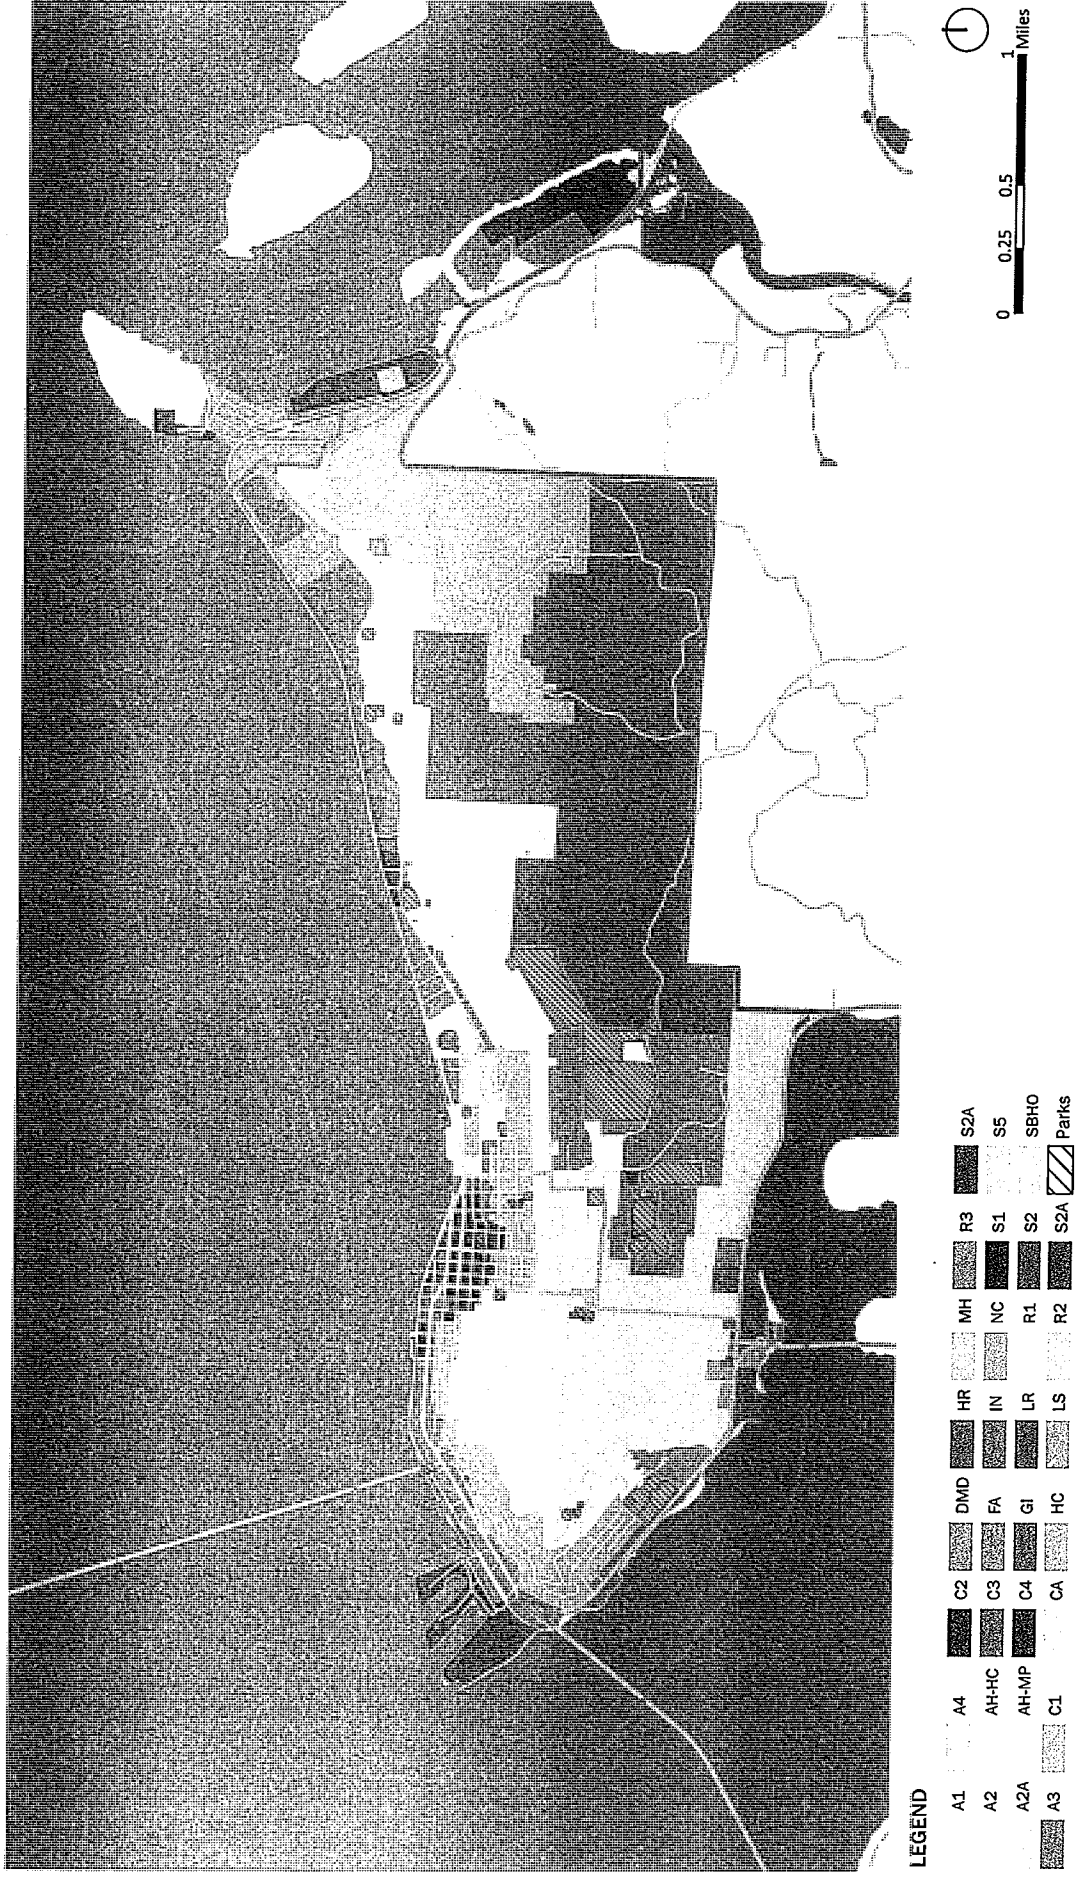 1
Miles
0.5
0.25
0
LEGEND
A1
A2
A2A
A3
A4
AH-HC
AH-MP
C1
C2
C3
C4
CA
DMD
FA
GI
HC
HR
IN
LR
LS
MH
NC
R1
R2
R3
S1
S2
S2A
S2A
S5
SBHO
Parks